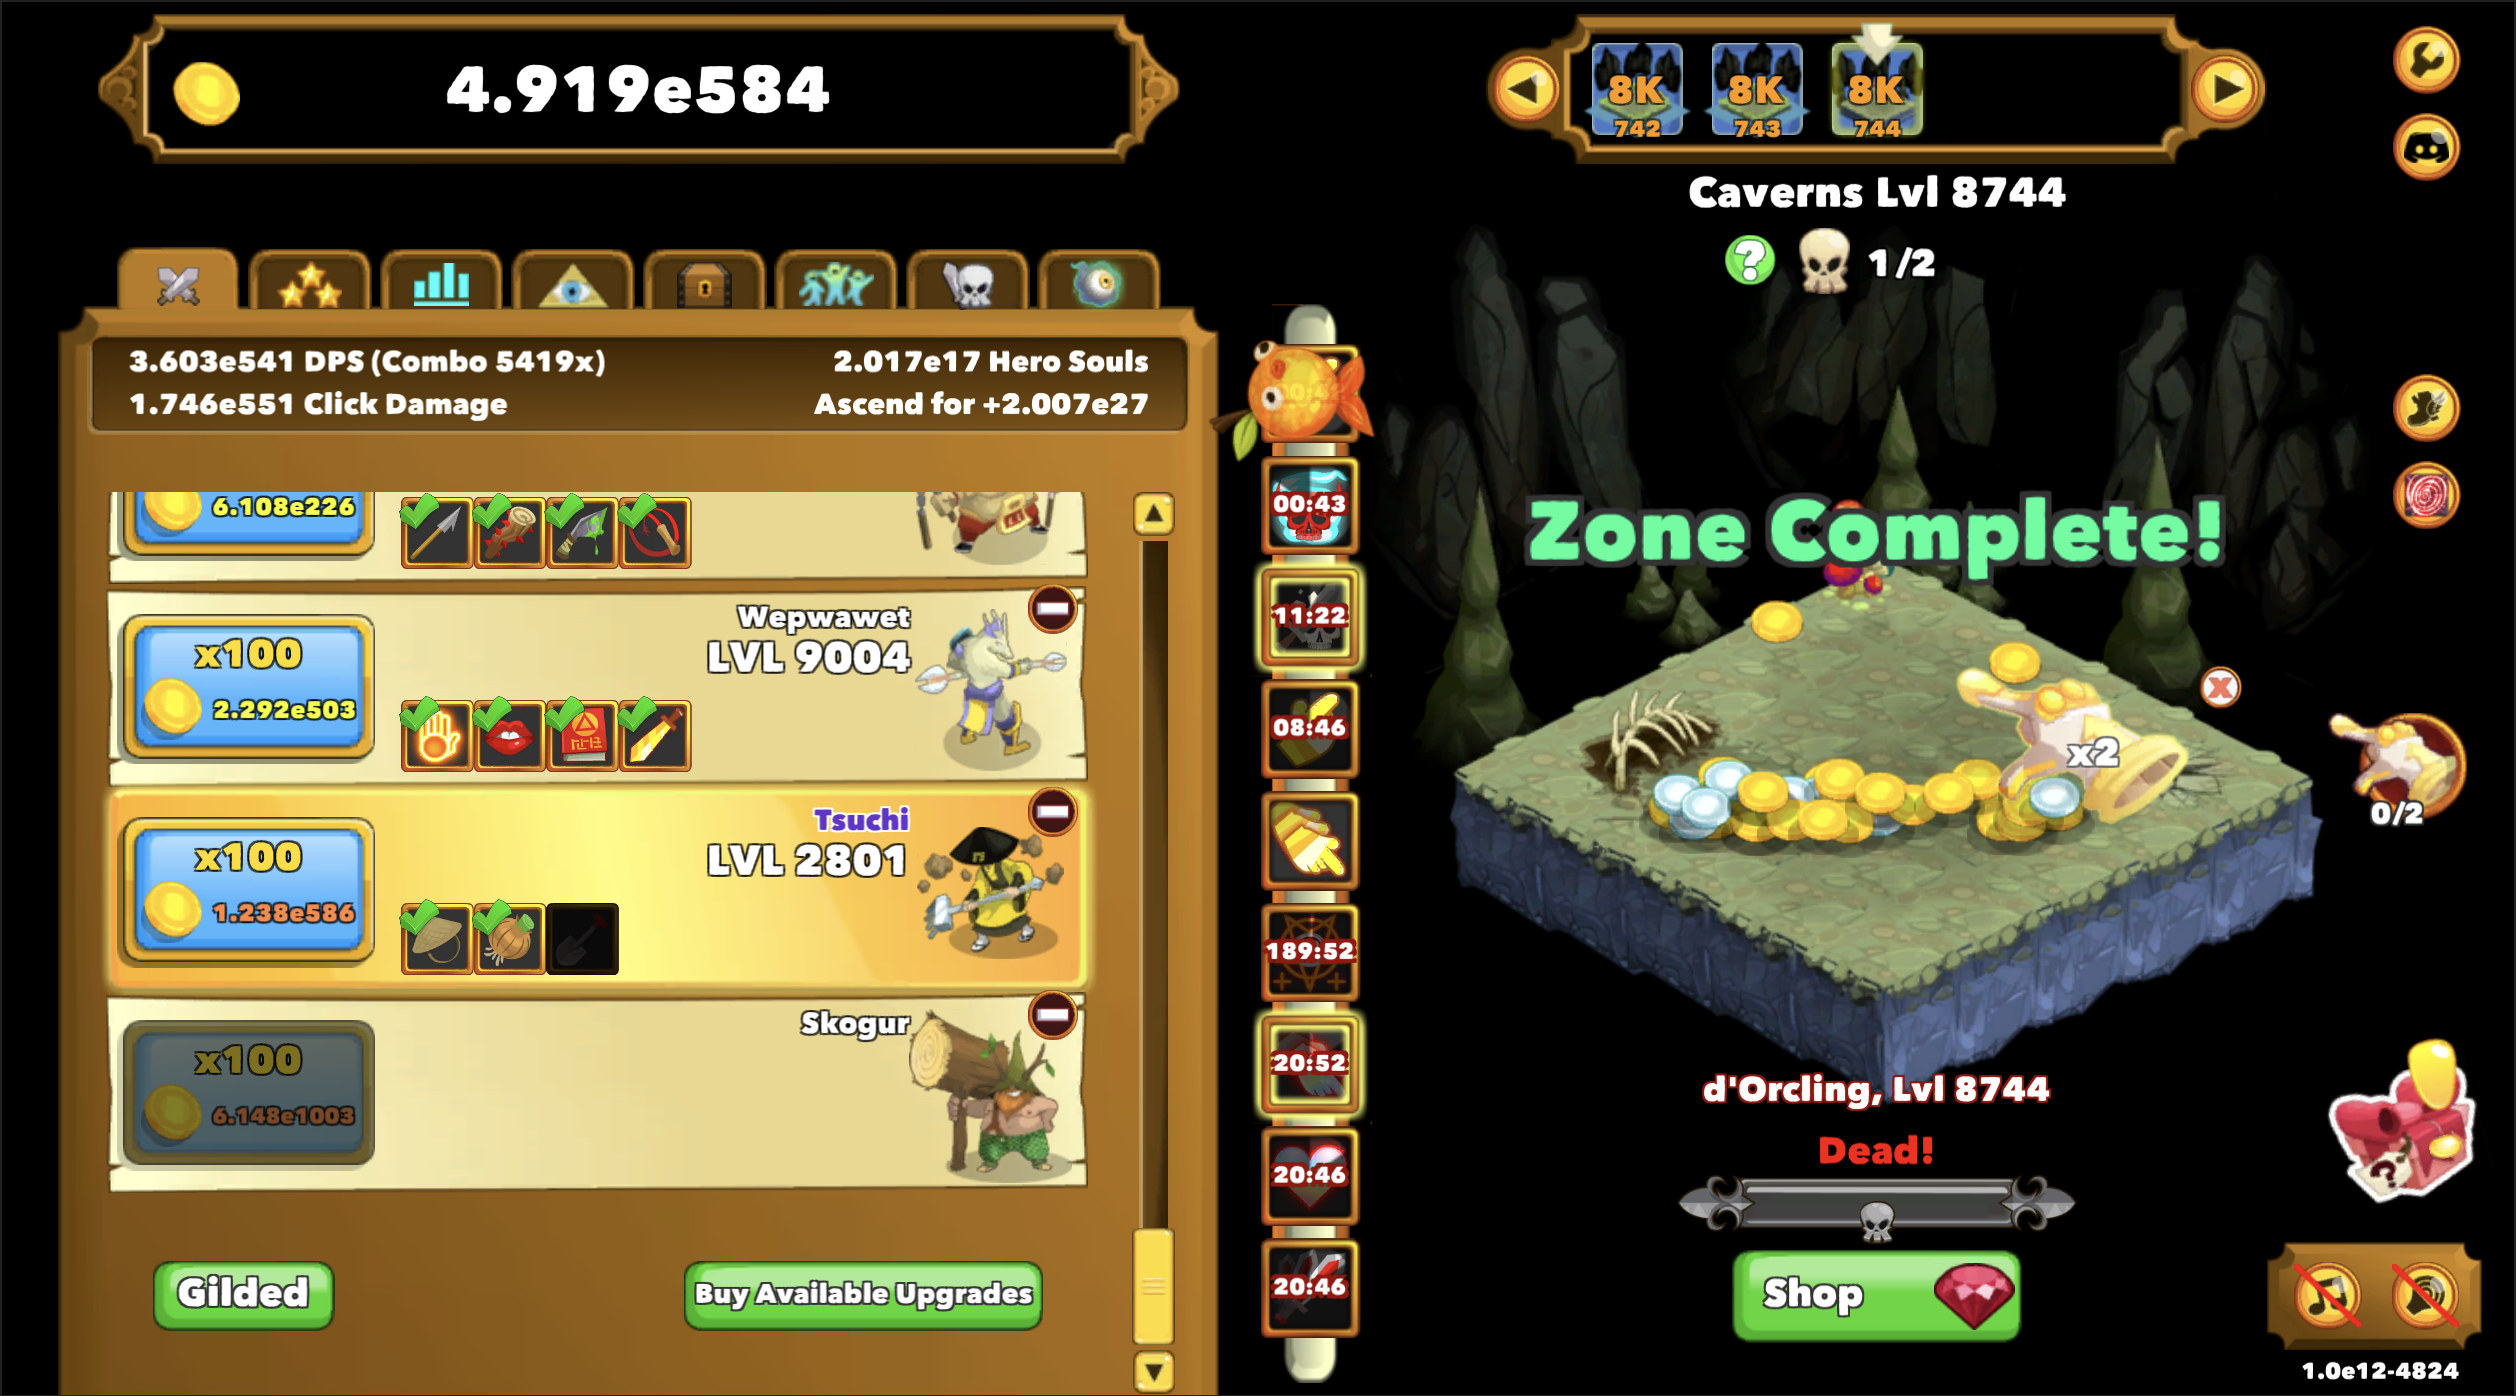 4.919e584
8K
742
8K
743
8K
744
Caverns Lvl 8744
?
1/2
3.603e541 DPS (Combo 5419x)
2.017e17 Hero Souls
1.746e551 Click Damage
Ascend for +2.007e27
6.108e226
Wepwawet
LVL 9004
x100
2.292e503
Tsuchi
LVL 2801
x100
1.238e586
Skogur
x100
6.148e1003
Gilded
Buy Available Upgrades
00:43
11:22
08:46
189:52
20:52
20:46
20:46
Zone Complete!
X
x2
0/2
d'Orcling, Lvl 8744
Dead!
Shop
1.0e12-4824